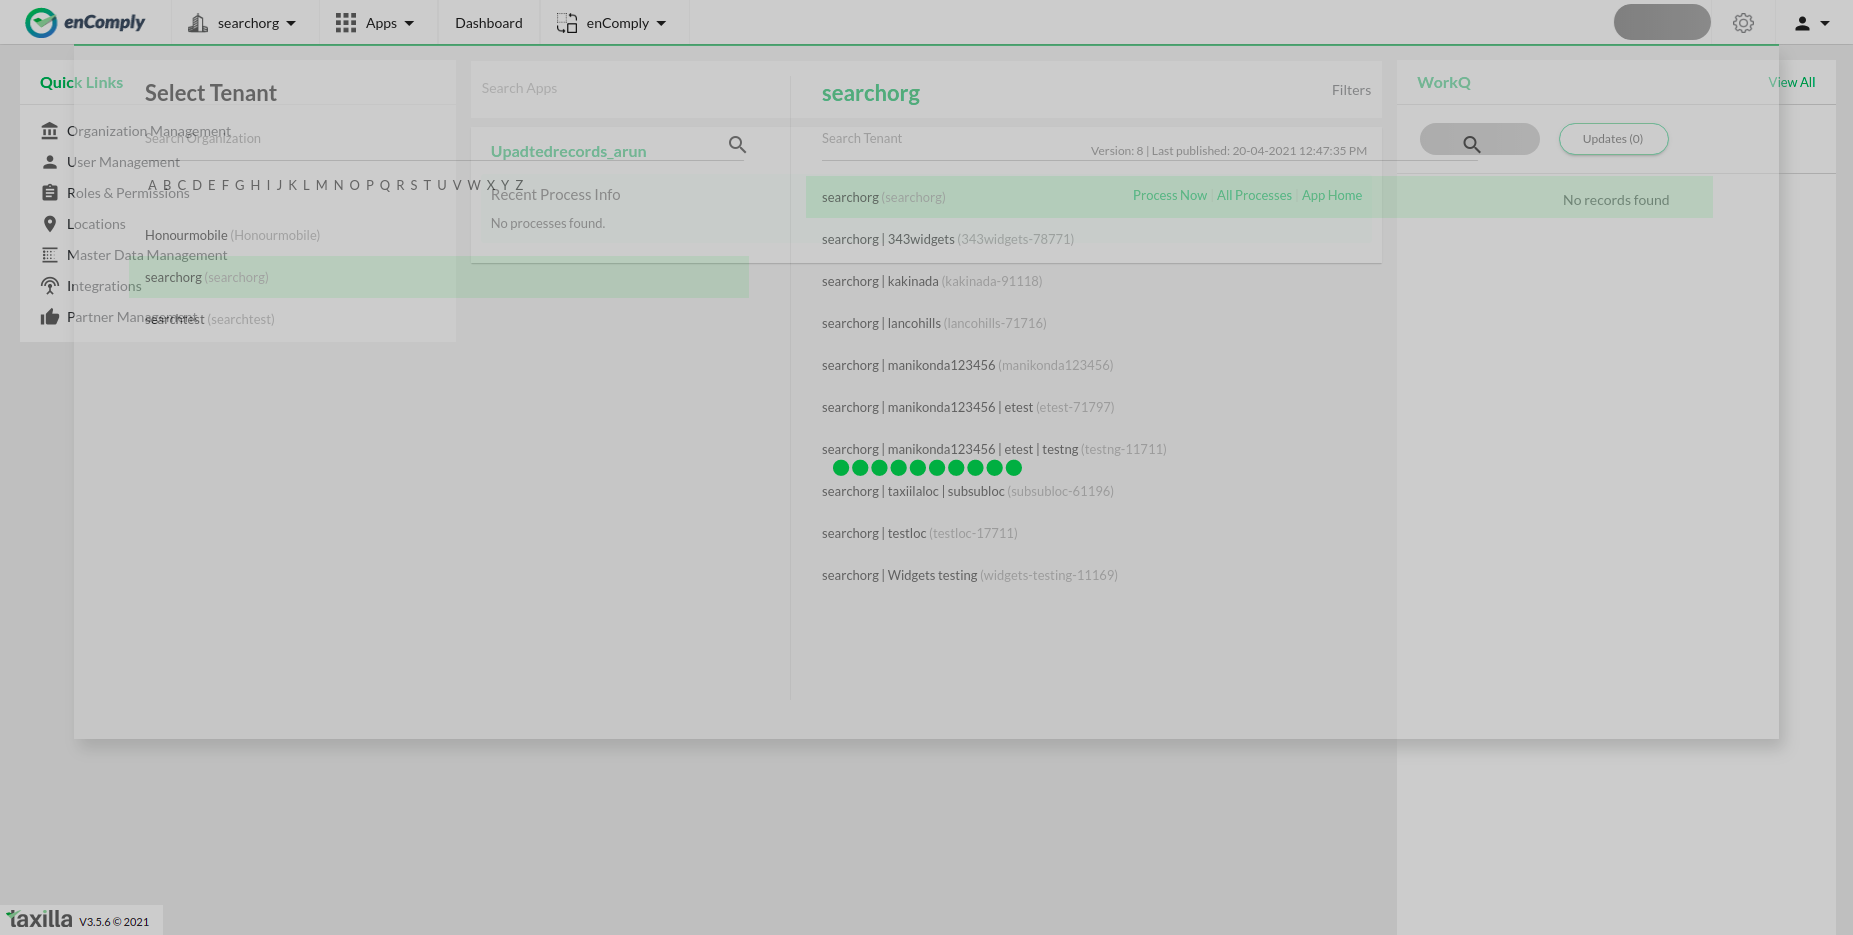 enComply
searchorg
Apps
Dashboard
enComply
Quick Links
Organization Management
User Management
Roles & Permissions
Locations
Master Data Management
Integrations
Partner Management
Select Tenant
Search Organization
A B C D E F G H I J K L M N O P Q R S T U V W X Y Z
Honourmobile (Honourmobile)
searchorg (searchorg)
searchtest (searchtest)
Search Apps
Filters
Upadtedrecords_arun
Version: 8 | Last published: 20-04-2021 12:47:35 PM
Recent Process Info
Process Now | All Processes | App Home
No processes found.
searchorg
Search Tenant
searchorg (searchorg)
searchorg | 343widgets (343widgets-78771)
searchorg | kakinada (kakinada-91118)
searchorg | lancohills (lancohills-71716)
searchorg | manikonda123456 (manikonda123456)
searchorg | manikonda123456 | etest (etest-71797)
searchorg | manikonda123456 | etest | testng (testng-11711)
searchorg | taxiilaloc | subsubloc (subsubloc-61196)
searchorg | testloc (testloc-17711)
searchorg | Widgets testing (widgets-testing-11169)
WorkQ
View All
Updates (0)
No records found
taxilla V3.5.6 © 2021